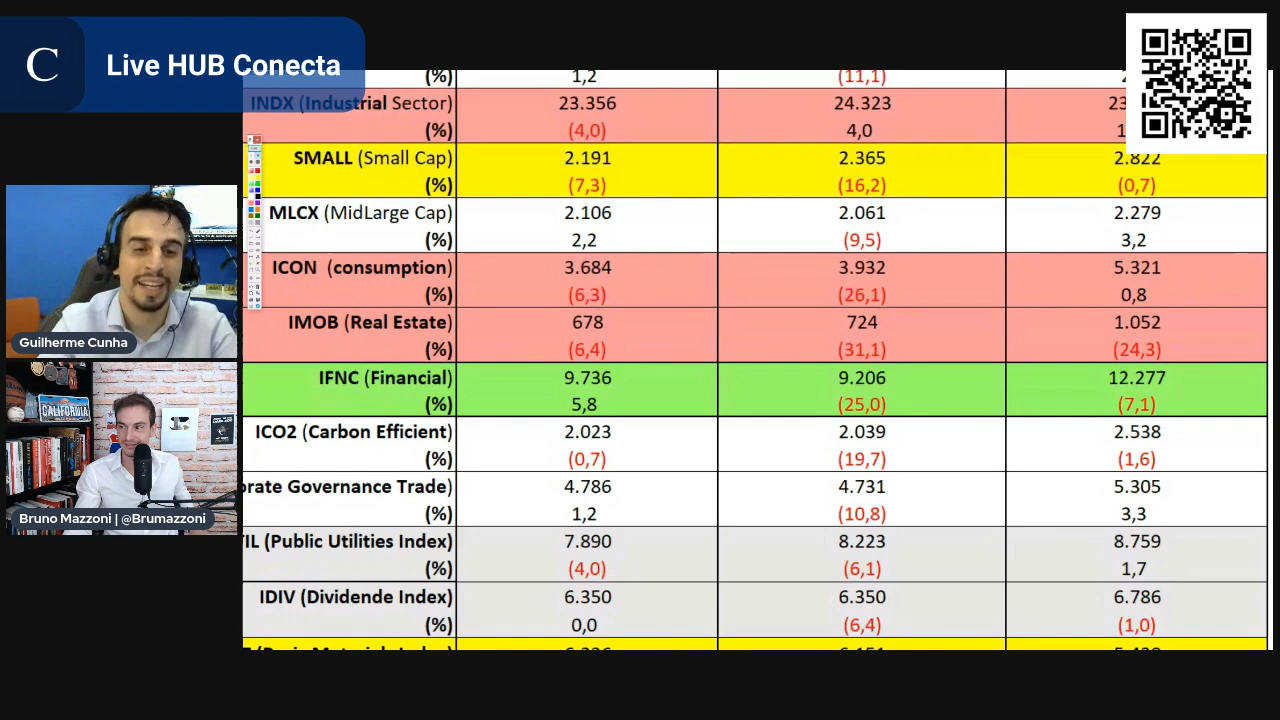 C Live HUB Conecta
(%) 1,2 (11,1)
INDX (Industrial Sector) 23.356 24.323 23
(%) (4,0) 4,0 1
SMALL (Small Cap) 2.191 2.365 2.822
(%) (7,3) (16,2) (0,7)
MLCX (MidLarge Cap) 2.106 2.061 2.279
(%) 2,2 (9,5) 3,2
ICON (consumption) 3.684 3.932 5.321
(%) (6,3) (26,1) 0,8
IMOB (Real Estate) 678 724 1.052
(%) (6,4) (31,1) (24,3)
Guilherme Cunha
IFNC (Financial) 9.736 9.206 12.277
(%) 5,8 (25,0) (7,1)
CALIFORNIA
ICO2 (Carbon Efficient) 2.023 2.039 2.538
(%) (0,7) (19,7) (1,6)
orate Governance Trade) 4.786 4.731 5.305
(%) 1,2 (10,8) 3,3
Bruno Mazzoni | @Brumazzoni
IL (Public Utilities Index) 7.890 8.223 8.759
(%) (4,0) (6,1) 1,7
IDIV (Dividende Index) 6.350 6.350 6.786
(%) 0,0 (6,4) (1,0)